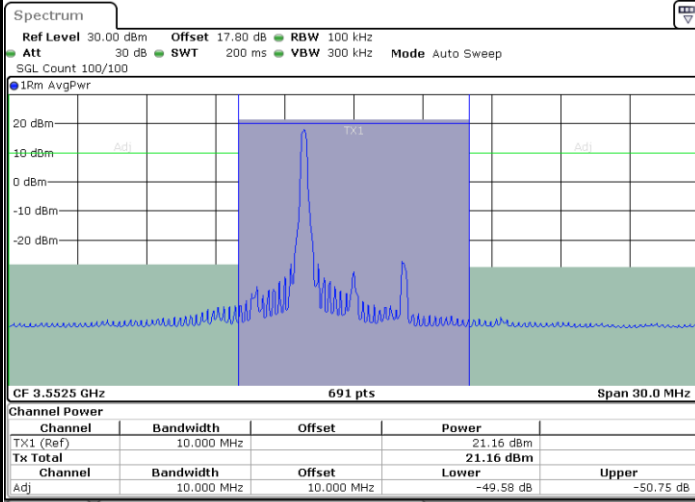 Spectrum
Ref Level 30.00 dBm Offset 17.80 dB RBW 100 kHz
Att 30 dB SWT 200 ms VBW 300 kHz Mode Auto Sweep
SGL Count 100/100
1Rm AvgPwr
20 dBm
TX1
Adj Adj
10 dBm
0 dBm
-10 dBm
-20 dBm
CF 3.5525 GHz 691 pts Span 30.0 MHz
Channel Power
Channel Bandwidth Offset Power
TX1 (Ref) 10.000 MHz 21.16 dBm
Tx Total 21.16 dBm
Channel Bandwidth Offset Lower Upper
Adj 10.000 MHz 10.000 MHz -49.58 dB -50.75 dB